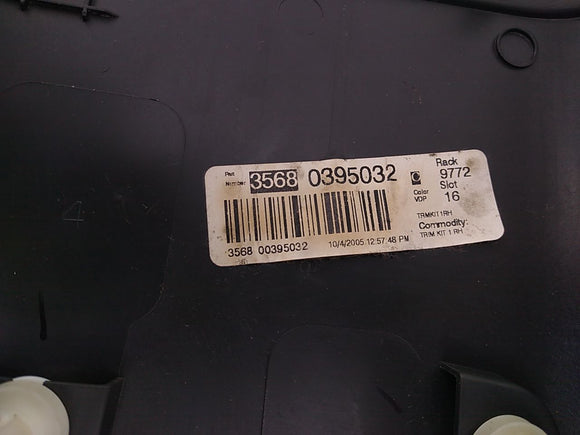 Part Number 3568 0395032
3568 00395032
10/4/2005 12:57:48 PM
Color VDP
Rack
9772
Slot
16
TRMKIT1RH
Commodity:
TRIM KIT 1 RH
4